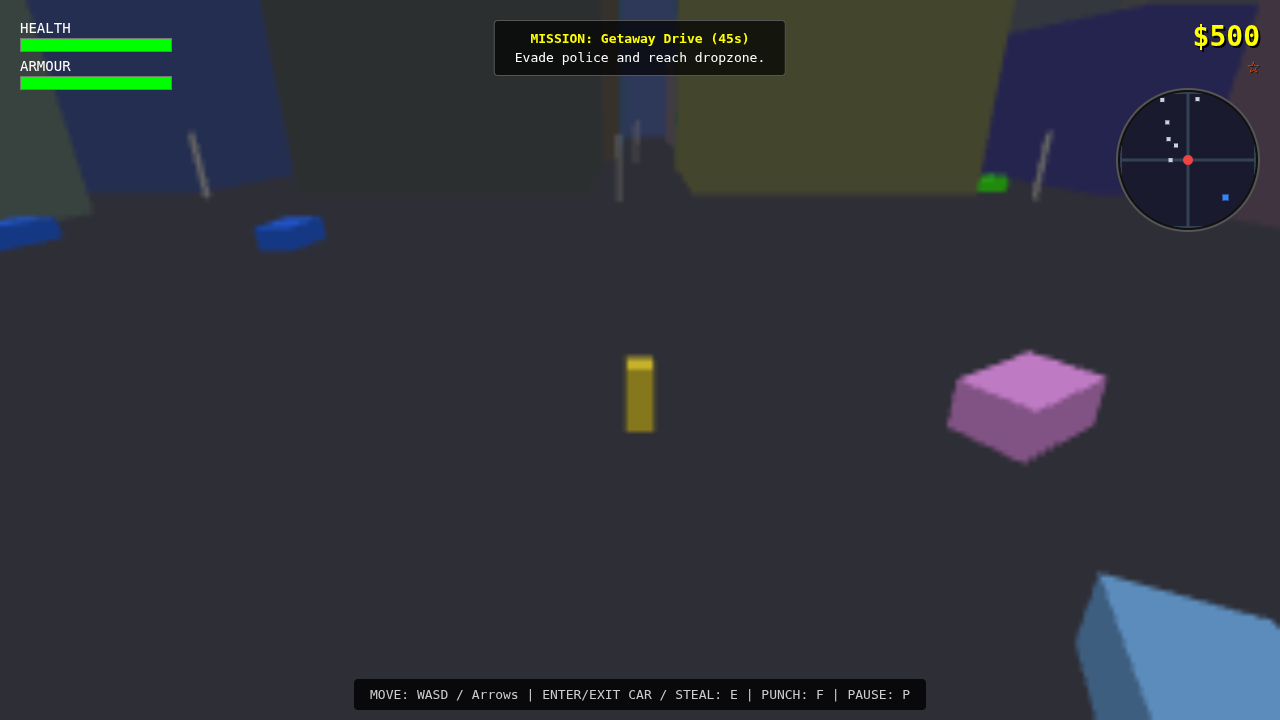 HEALTH
ARMOUR
MISSION: Getaway Drive (45s)
Evade police and reach dropzone.
$500
☆
MOVE: WASD / Arrows | ENTER/EXIT CAR / STEAL: E | PUNCH: F | PAUSE: P